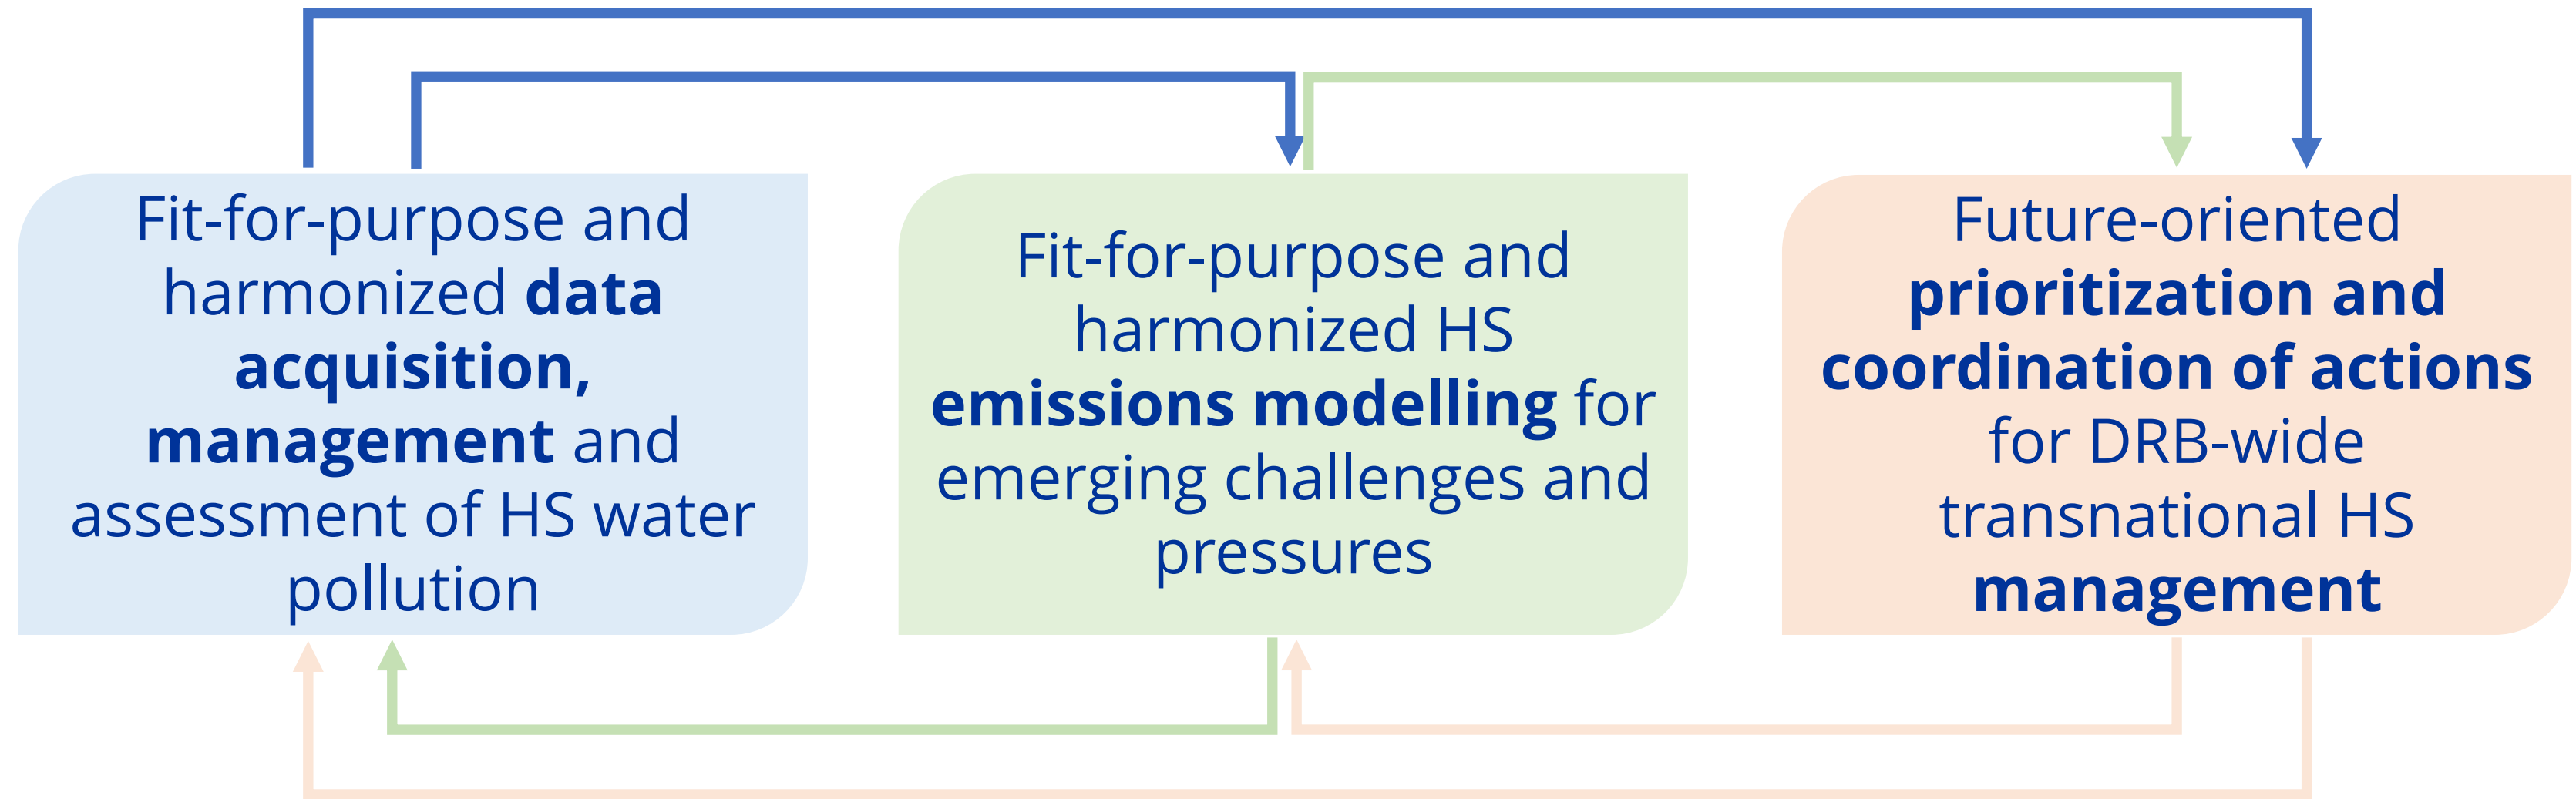 Fit-for-purpose and
harmonized data
acquisition,
management and
assessment of HS water
pollution
Fit-for-purpose and
harmonized HS
emissions modelling for
emerging challenges and
pressures
Future-oriented
prioritization and
coordination of actions
for DRB-wide
transnational HS
management